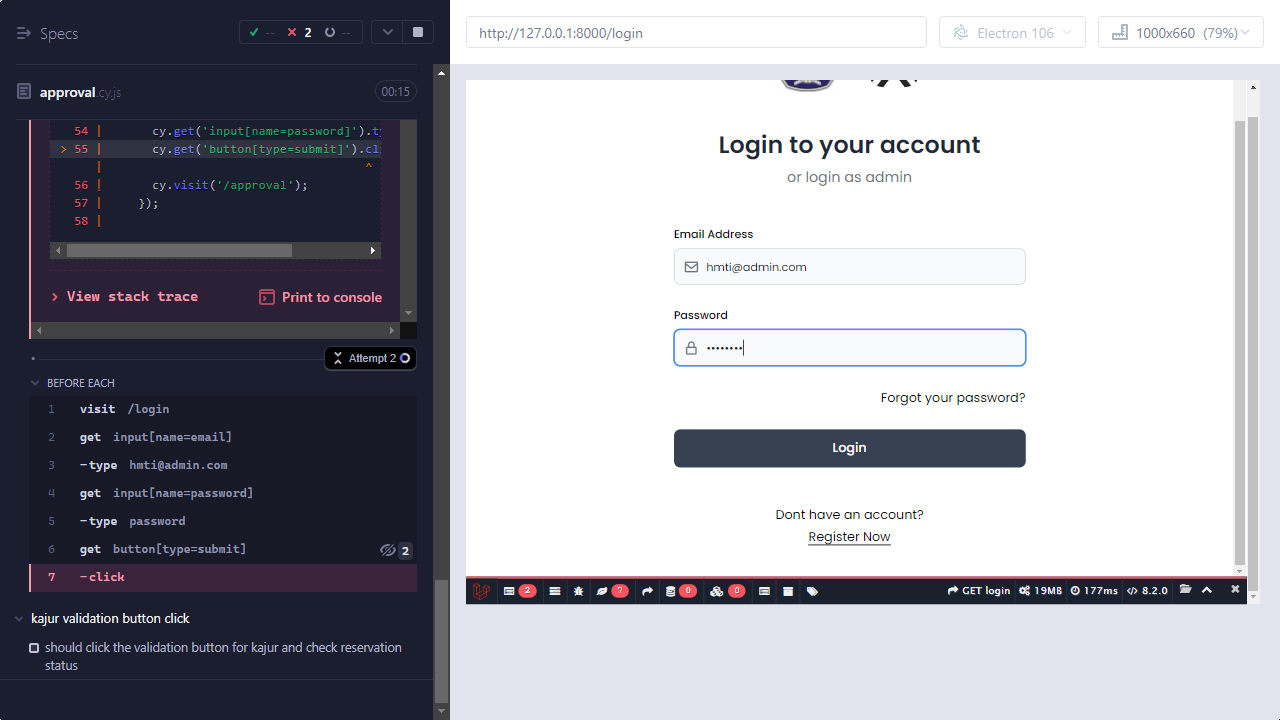 Specs
-- 2 --
approval.cy.js
00:15
54 | cy.get('input[name=password]').ty
> 55 | cy.get('button[type=submit]').cl
| ^
56 | cy.visit('/approval');
57 | });
58 |
> View stack trace
Print to console
Attempt 2
BEFORE EACH
1 visit /login
2 get input[name=email]
3 -type hmti@admin.com
4 get input[name=password]
5 -type password
6 get button[type=submit] 2
7 -click
kajur validation button click
should click the validation button for kajur and check reservation
status
http://127.0.0.1:8000/login
Electron 106
1000x660 (79%)
Login to your account
or login as admin
Email Address
hmti@admin.com
Password
••••••••
Forgot your password?
Login
Dont have an account?
Register Now
2 7 0 0 GET login 19MB 177ms 8.2.0